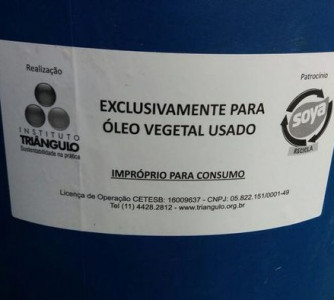 Realização
Patrocínio
INSTITUTO
TRIÂNGULO
Sustentabilidade na prática
EXCLUSIVAMENTE PARA
ÓLEO VEGETAL USADO
soya
RECICLA
IMPRÓPRIO PARA CONSUMO
Licença de Operação CETESB: 16009637 - CNPJ: 05.822.151/0001-49
Tel (11) 4428.2812 - www.triangulo.org.br